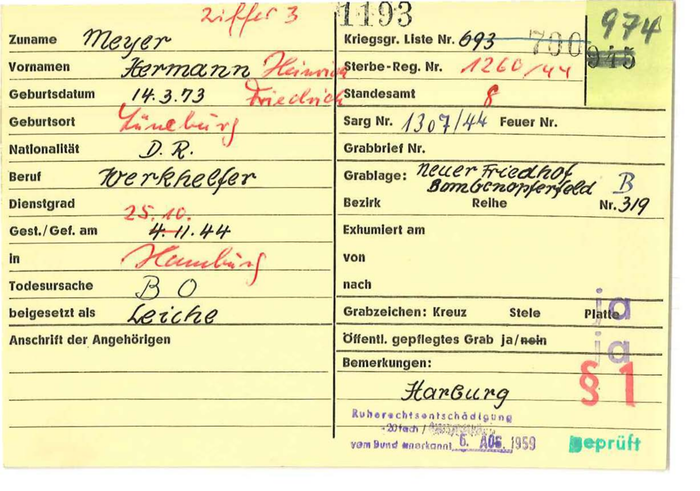 Ziffer 3
Zuname Meyer
Vornamen Hermann Heinrich
Friedrich
Geburtsdatum 14.3.73
Geburtsort Lüneburg
Nationalität D.R.
Beruf Werkhelfer
Dienstgrad
25.10.
Gest./Gef. am 4.11.44
in Hamburg
Todesursache B O
beigesetzt als Leiche
Anschrift der Angehörigen
1193
974
Kriegsgr. Liste Nr. 693 700 945
Sterbe-Reg. Nr. 1260/44
Standesamt 8
Sarg Nr. 1307/44 Feuer Nr.
Grabbrief Nr.
Grablage: Neuer Friedhof
Bombenopferfeld B
Bezirk Reihe Nr. 319
Exhumiert am
von
nach
ja
Grabzeichen: Kreuz Stele Platte
ja
Öffentl. gepflegtes Grab ja/nein
Bemerkungen:
§1
Harburg
Ruherechtsentschädigung
-20fach /
vom Bund anerkannt 6. AUG. 1959
geprüft